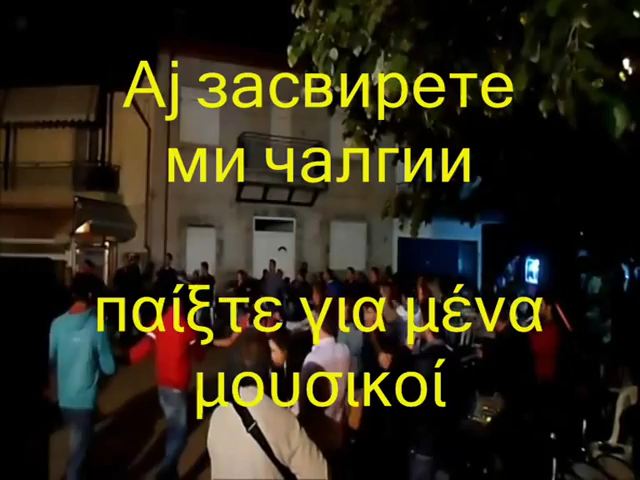 Ај засвирете
ми чалгии
παίξτε για μένα
μουσικοί